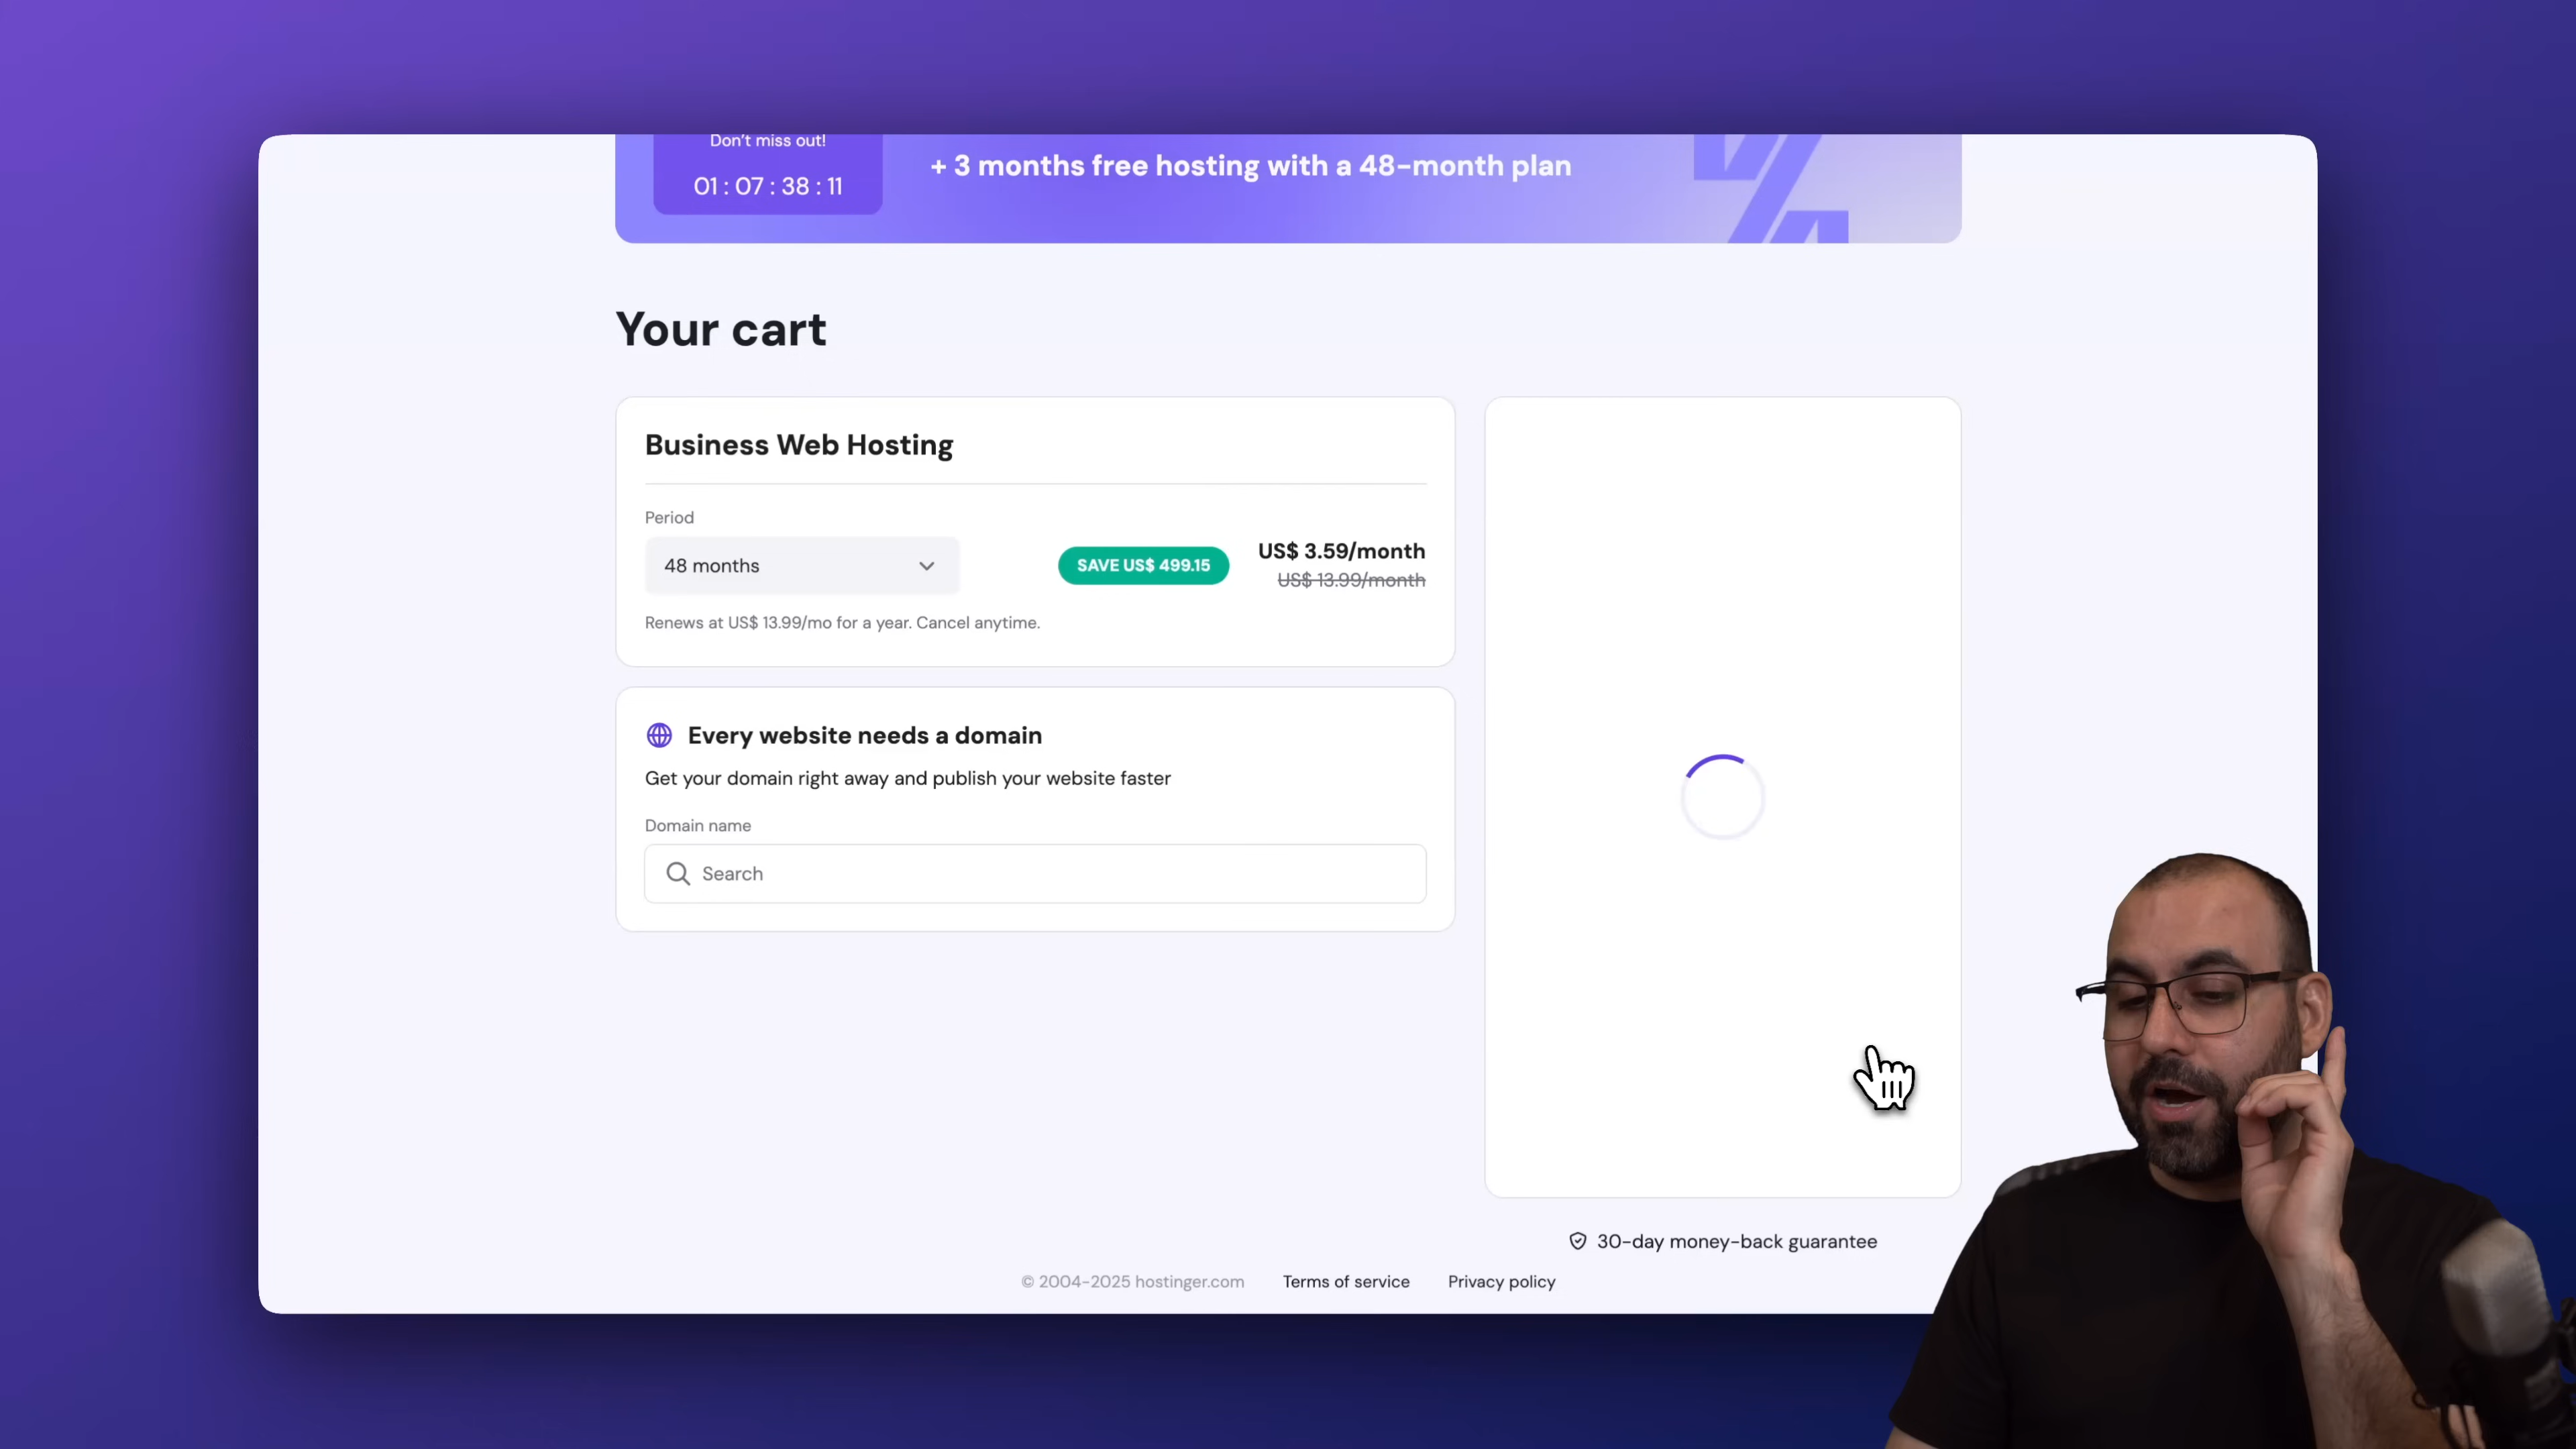 Don't miss out!
01 : 07 : 38 : 11
+ 3 months free hosting with a 48-month plan
Your cart
Business Web Hosting
Period
48 months
SAVE US$ 499.15
US$ 3.59/month
US$ 13.99/month
Renews at US$ 13.99/mo for a year. Cancel anytime.
Every website needs a domain
Get your domain right away and publish your website faster
Domain name
Search
30-day money-back guarantee
© 2004-2025 hostinger.com
Terms of service
Privacy policy